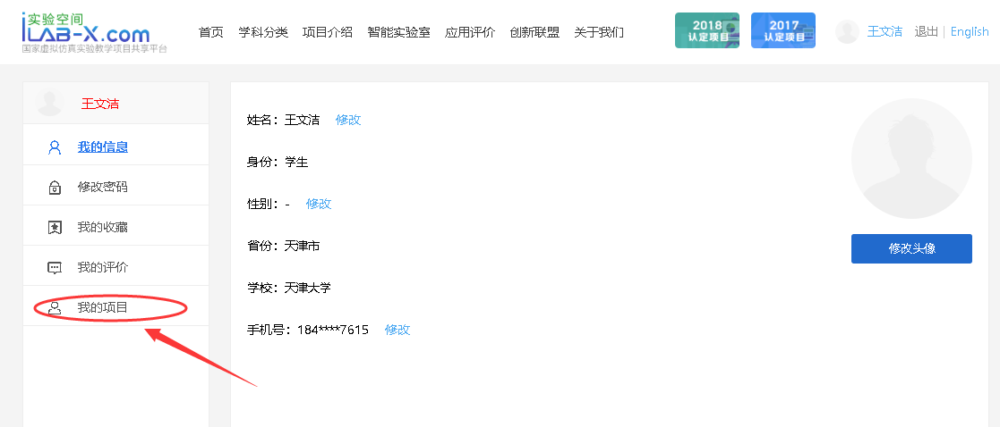 实验空间
iLAB-X.com
国家虚拟仿真实验教学项目共享平台
首页 学科分类 项目介绍 智能实验室 应用评价 创新联盟 关于我们
2018
认定项目
2017
认定项目
王文洁 退出 | English
王文洁
我的信息
修改密码
我的收藏
我的评价
我的项目
姓名：王文洁 修改
身份：学生
性别：- 修改
省份：天津市
学校：天津大学
手机号：184****7615 修改
修改头像